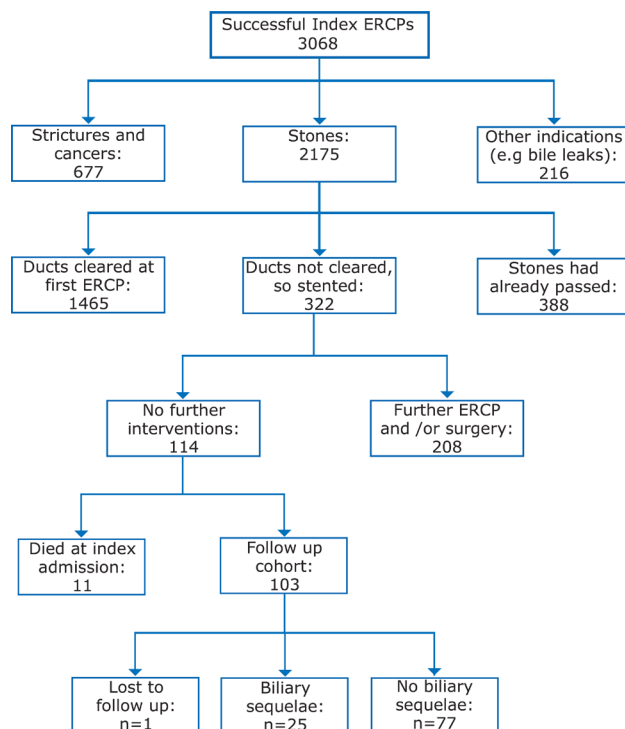 Successful Index ERCPs
3068
Strictures and
cancers:
677
Stones:
2175
Other indications
(e.g bile leaks):
216
Ducts cleared at
first ERCP:
1465
Ducts not cleared,
so stented:
322
Stones had
already passed:
388
No further
interventions:
114
Further ERCP
and /or surgery:
208
Died at index
admission:
11
Follow up
cohort:
103
Lost to
follow up:
n=1
Biliary
sequelae:
n=25
No biliary
sequelae:
n=77